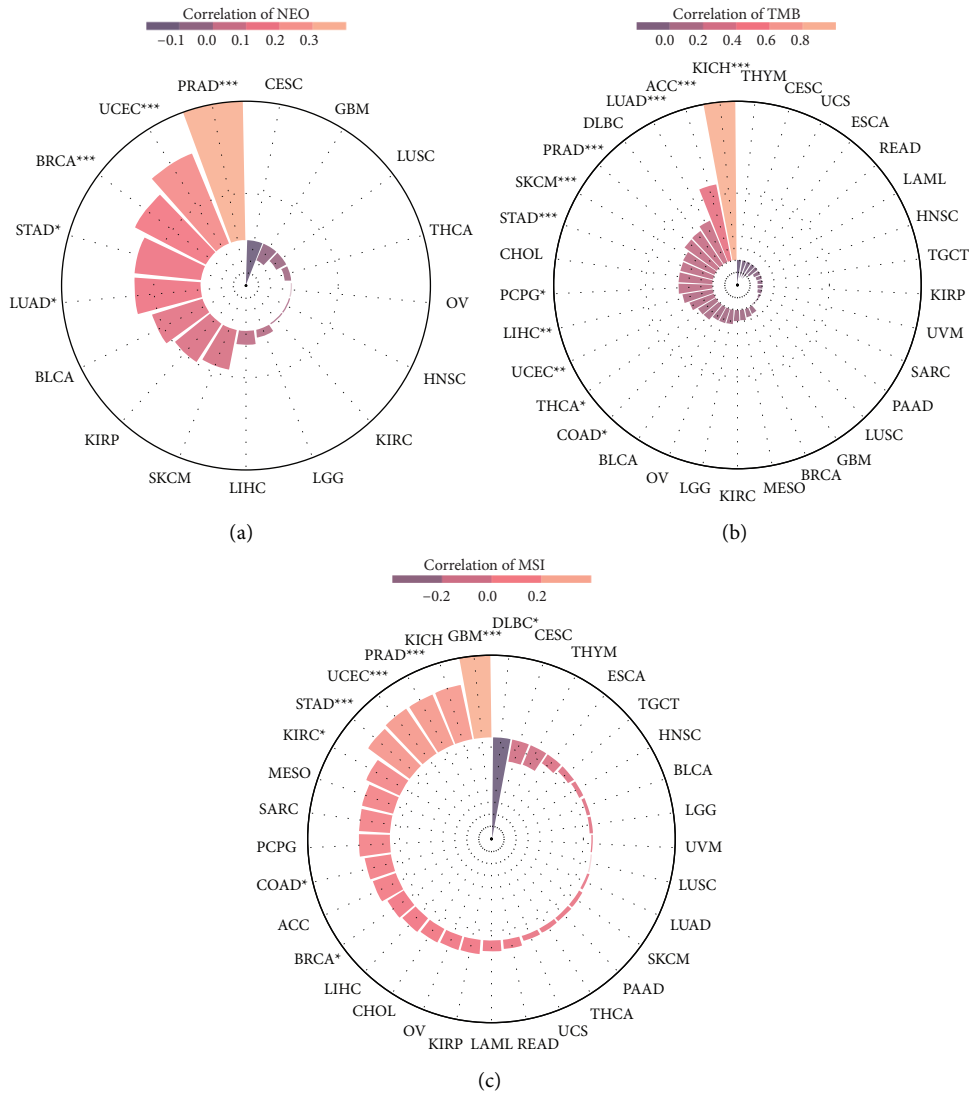 Correlation of NEO
−0.1 0.0 0.1 0.2 0.3
PRAD***
CESC
GBM
LUSC
THCA
OV
HNSC
KIRC
LGG
LIHC
SKCM
KIRP
BLCA
LUAD*
STAD*
BRCA***
UCEC***
(a)
Correlation of TMB
0.0 0.2 0.4 0.6 0.8
KICH***
THYM
CESC
UCS
ESCA
READ
LAML
HNSC
TGCT
KIRP
UVM
SARC
PAAD
LUSC
GBM
BRCA
MESO
KIRC
LGG
OV
BLCA
COAD*
THCA*
UCEC**
LIHC**
PCPG*
CHOL
STAD***
SKCM***
PRAD***
DLBC
LUAD***
ACC***
(b)
Correlation of MSI
−0.2 0.0 0.2
DLBC*
CESC
THYM
ESCA
TGCT
HNSC
BLCA
LGG
UVM
LUSC
LUAD
SKCM
PAAD
THCA
UCS
READ
LAML
KIRP
OV
CHOL
LIHC
BRCA*
ACC
COAD*
PCPG
SARC
MESO
KIRC*
STAD***
UCEC***
PRAD***
KICH
GBM***
(c)